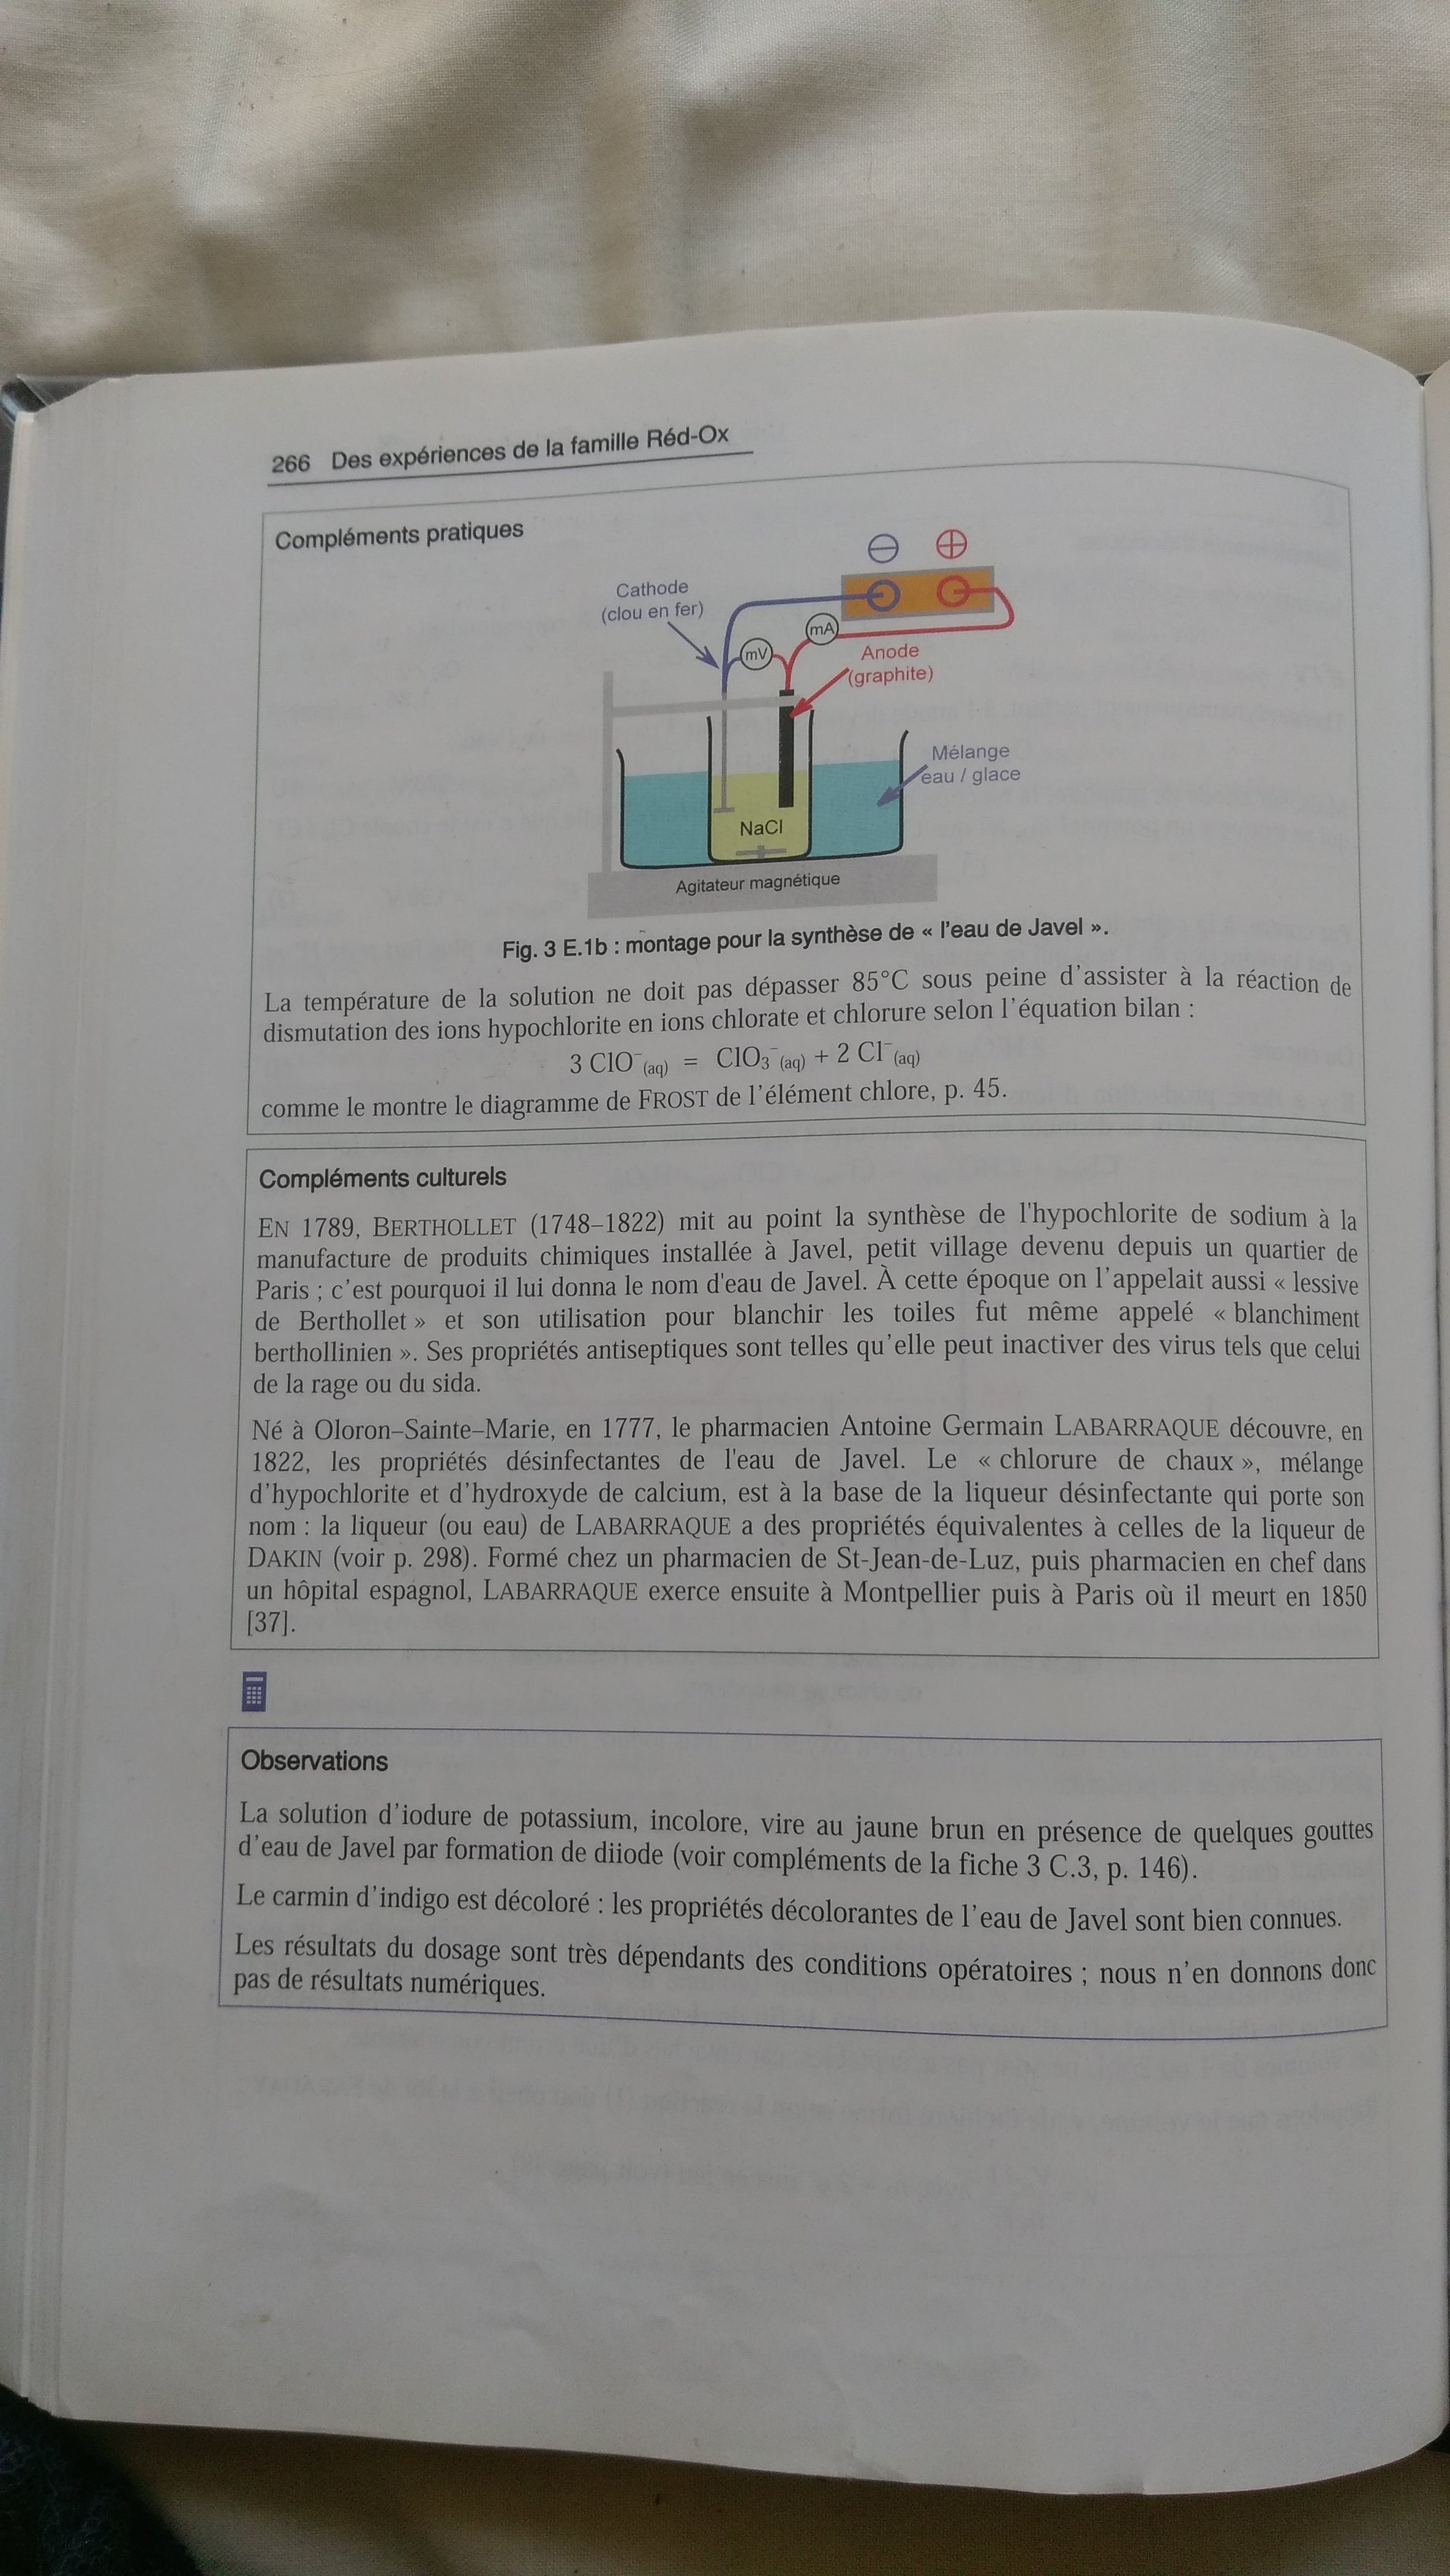 266 Des expériences de la famille Réd-Ox
Compléments pratiques
⊖ ⊕
Cathode
(clou en fer)
mA
mV
Anode
(graphite)
Mélange
eau / glace
NaCl
Agitateur magnétique
Fig. 3 E.1b : montage pour la synthèse de « l'eau de Javel ».
La température de la solution ne doit pas dépasser 85°C sous peine d'assister à la réaction de
dismutation des ions hypochlorite en ions chlorate et chlorure selon l'équation bilan :
3 ClO⁻(aq) = ClO₃⁻(aq) + 2 Cl⁻(aq)
comme le montre le diagramme de FROST de l'élément chlore, p. 45.
Compléments culturels
EN 1789, BERTHOLLET (1748–1822) mit au point la synthèse de l'hypochlorite de sodium à la
manufacture de produits chimiques installée à Javel, petit village devenu depuis un quartier de
Paris ; c'est pourquoi il lui donna le nom d'eau de Javel. À cette époque on l'appelait aussi « lessive
de Berthollet » et son utilisation pour blanchir les toiles fut même appelé « blanchiment
berthollinien ». Ses propriétés antiseptiques sont telles qu'elle peut inactiver des virus tels que celui
de la rage ou du sida.
Né à Oloron–Sainte–Marie, en 1777, le pharmacien Antoine Germain LABARRAQUE découvre, en
1822, les propriétés désinfectantes de l'eau de Javel. Le « chlorure de chaux », mélange
d'hypochlorite et d'hydroxyde de calcium, est à la base de la liqueur désinfectante qui porte son
nom : la liqueur (ou eau) de LABARRAQUE a des propriétés équivalentes à celles de la liqueur de
DAKIN (voir p. 298). Formé chez un pharmacien de St-Jean-de-Luz, puis pharmacien en chef dans
un hôpital espagnol, LABARRAQUE exerce ensuite à Montpellier puis à Paris où il meurt en 1850
[37].
Observations
La solution d'iodure de potassium, incolore, vire au jaune brun en présence de quelques gouttes
d'eau de Javel par formation de diiode (voir compléments de la fiche 3 C.3, p. 146).
Le carmin d'indigo est décoloré : les propriétés décolorantes de l'eau de Javel sont bien connues.
Les résultats du dosage sont très dépendants des conditions opératoires ; nous n'en donnons donc
pas de résultats numériques.